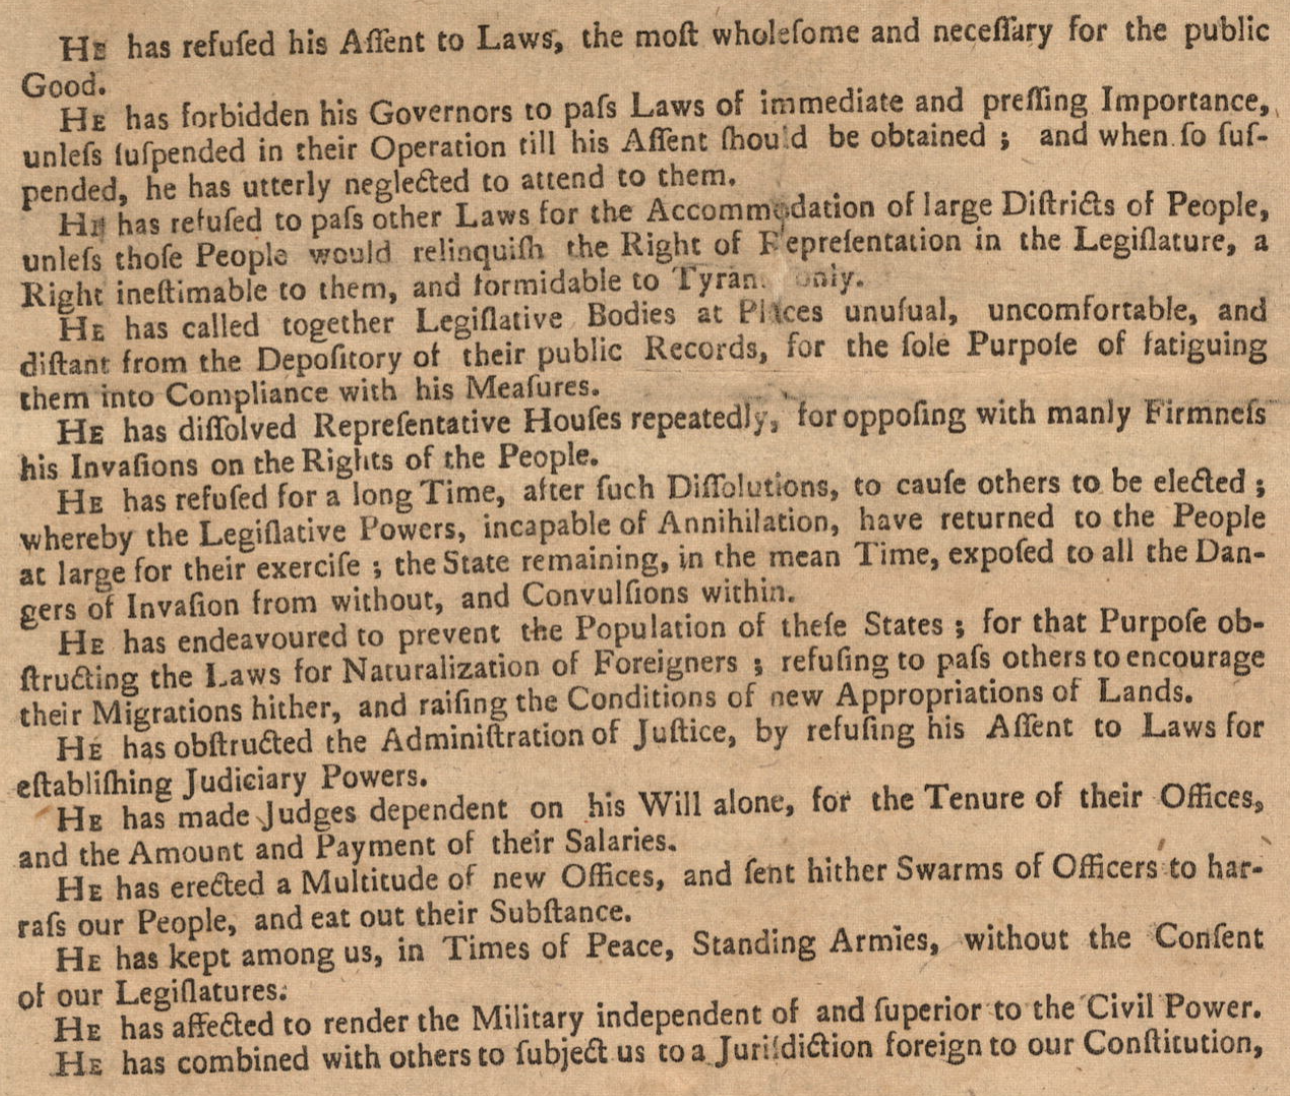 HE has refuſed his Aſſent to Laws, the moſt wholeſome and neceſſary for the public
Good.
HE has forbidden his Governors to paſs Laws of immediate and preſſing Importance,
unleſs ſuſpended in their Operation till his Aſſent ſhould be obtained ; and when ſo ſuſ-
pended, he has utterly neglected to attend to them.
HE has refuſed to paſs other Laws for the Accommodation of large Diſtricts of People,
unleſs thoſe People would relinquiſh the Right of Repreſentation in the Legiſlature, a
Right ineſtimable to them, and formidable to only.
HE has called together Legiſlative Bodies at Places unuſual, uncomfortable, and
diſtant from the Depoſitory of their public Records, for the ſole Purpoſe of fatiguing
them into Compliance with his Meaſures.
HE has diſſolved Repreſentative Houſes repeatedly, for oppoſing with manly Firmneſs
his Invaſions on the Rights of the People.
HE has refuſed for a long Time, after ſuch Diſſolutions, to cauſe others to be elected ;
whereby the Legiſlative Powers, incapable of Annihilation, have returned to the People
at large for their exerciſe ; the State remaining, in the mean Time, expoſed to all the Dan-
gers of Invaſion from without, and Convulſions within.
HE has endeavoured to prevent the Population of theſe States ; for that Purpoſe ob-
ſtructing the Laws for Naturalization of Foreigners ; refuſing to paſs others to encourage
their Migrations hither, and raiſing the Conditions of new Appropriations of Lands.
HE has obſtructed the Adminiſtration of Juſtice, by refuſing his Aſſent to Laws for
eſtabliſhing Judiciary Powers.
HE has made Judges dependent on his Will alone, for the Tenure of their Offices,
and the Amount and Payment of their Salaries.
HE has erected a Multitude of new Offices, and ſent hither Swarms of Officers to har-
raſs our People, and eat out their Subſtance.
HE has kept among us, in Times of Peace, Standing Armies, without the Conſent
of our Legiſlatures.
HE has affected to render the Military independent of and ſuperior to the Civil Power.
HE has combined with others to ſubject us to a Juriſdiction foreign to our Conſtitution,